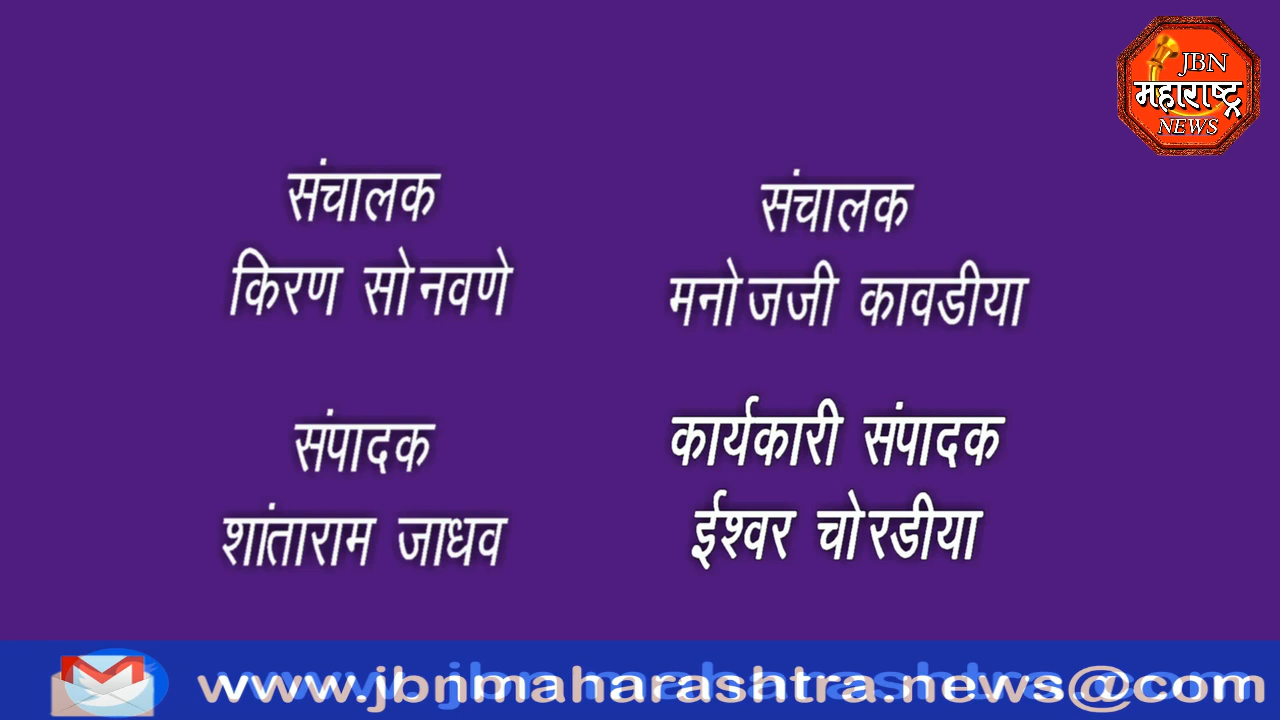 JBN
महाराष्ट्र
NEWS
संचालक
किरण सोनवणे
संचालक
मनोजजी कावडीया
संपादक
शांताराम जाधव
कार्यकारी संपादक
ईश्वर चोरडीया
www.jbnmaharashtra.news@com